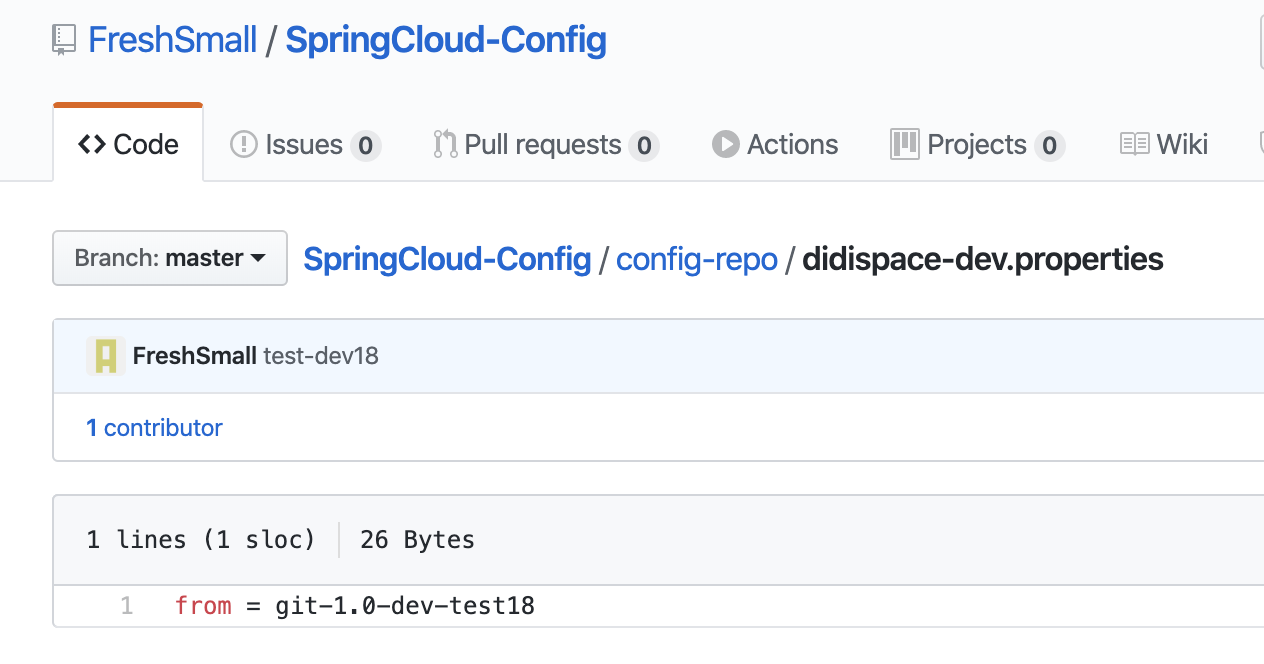 FreshSmall / SpringCloud-Config
Code Issues 0 Pull requests 0 Actions Projects 0 Wiki
Branch: master SpringCloud-Config / config-repo / didispace-dev.properties
FreshSmall test-dev18
1 contributor
1 lines (1 sloc) 26 Bytes
1 from = git-1.0-dev-test18